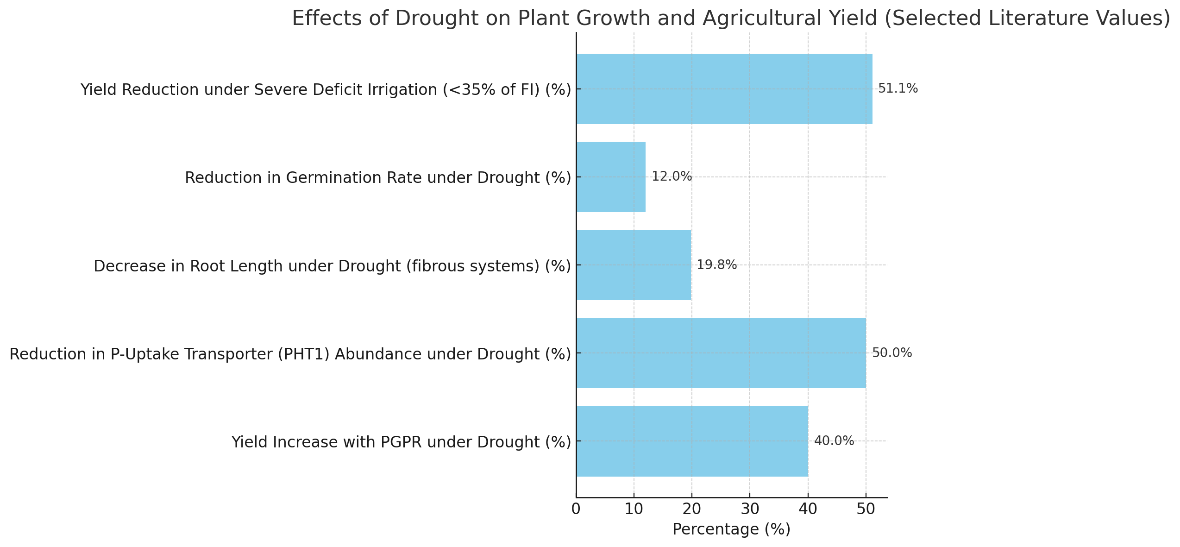 Effects of Drought on Plant Growth and Agricultural Yield (Selected Literature Values)
Yield Reduction under Severe Deficit Irrigation (<35% of FI) (%)
51.1%
Reduction in Germination Rate under Drought (%)
12.0%
Decrease in Root Length under Drought (fibrous systems) (%)
19.8%
Reduction in P-Uptake Transporter (PHT1) Abundance under Drought (%)
50.0%
Yield Increase with PGPR under Drought (%)
40.0%
0 10 20 30 40 50
Percentage (%)